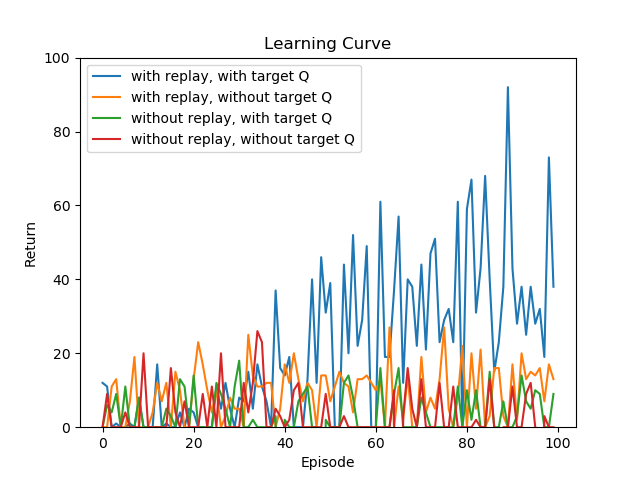 Learning Curve
with replay, with target Q
with replay, without target Q
without replay, with target Q
without replay, without target Q
Return
100
80
60
40
20
0
0 20 40 60 80 100
Episode